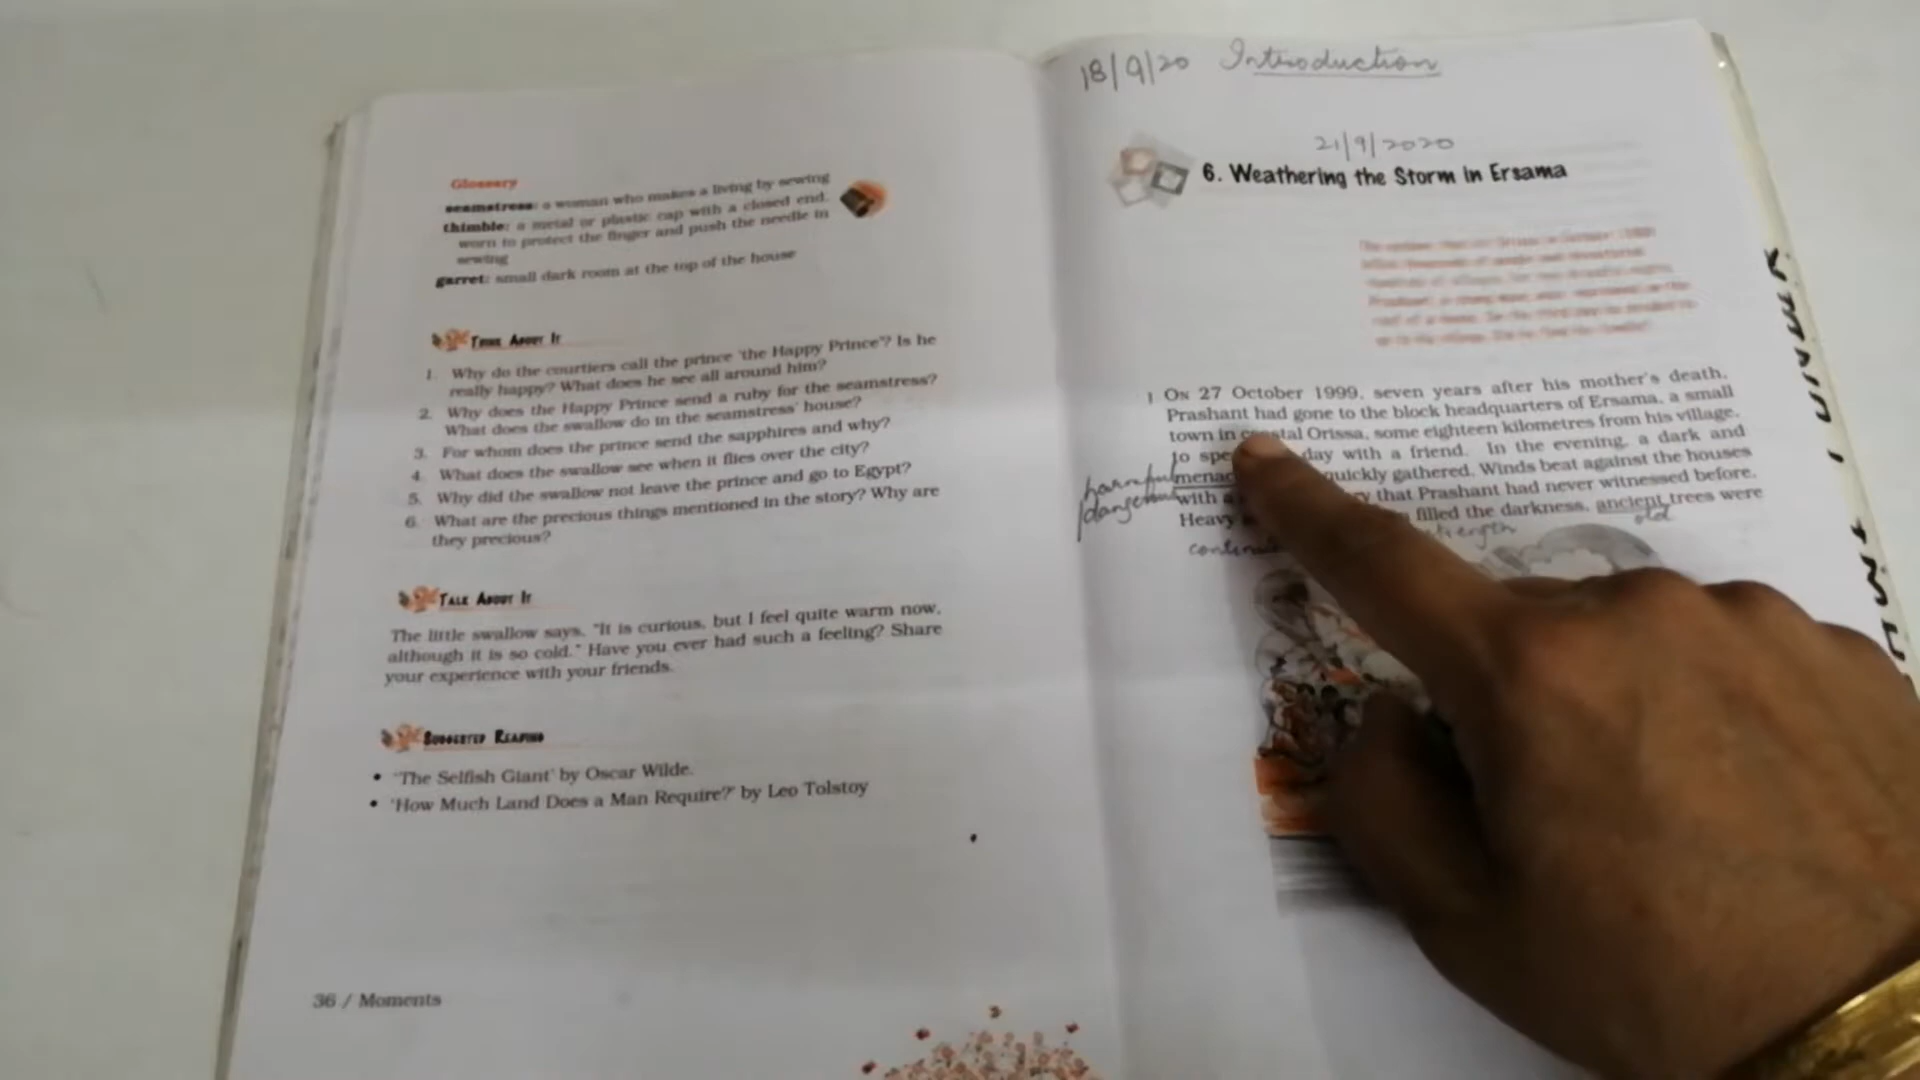 Glossary
seamstress: a woman who makes a living by sewing
thimble: a metal or plastic cap with a closed end,
worn to protect the finger and push the needle in
sewing
garret: small dark room at the top of the house
Think About It
1. Why do the courtiers call the prince 'the Happy Prince'? Is he
really happy? What does he see all around him?
2. Why does the Happy Prince send a ruby for the seamstress?
What does the swallow do in the seamstress' house?
3. For whom does the prince send the sapphires and why?
4. What does the swallow see when it flies over the city?
5. Why did the swallow not leave the prince and go to Egypt?
6. What are the precious things mentioned in the story? Why are
they precious?
Talk About It
The little swallow says, "It is curious, but I feel quite warm now,
although it is so cold." Have you ever had such a feeling? Share
your experience with your friends.
Suggested Reading
• 'The Selfish Giant' by Oscar Wilde.
• 'How Much Land Does a Man Require?' by Leo Tolstoy
36 / Moments
18/9/20 Introduction
21/9/2020
6. Weathering the Storm in Ersama
1 ON 27 October 1999, seven years after his mother's death,
Prashant had gone to the block headquarters of Ersama, a small
town in coastal Orissa, some eighteen kilometres from his village,
to day with a friend. In the evening, a dark and
quickly gathered. Winds beat against the houses
with a that Prashant had never witnessed before.
Heavy filled the darkness, ancient trees were
harmful
/dangerous
strength
old